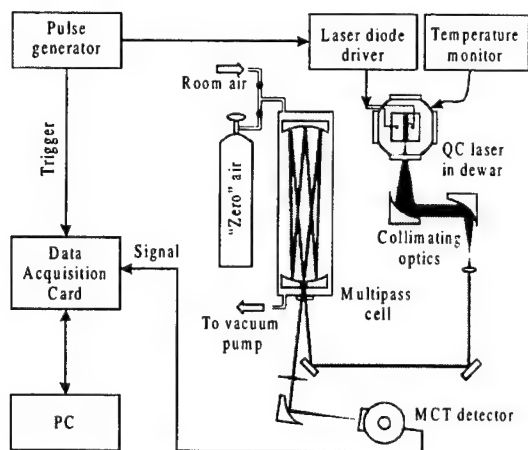 Pulse
generator
Laser diode
driver
Temperature
monitor
Room air
Trigger
"Zero" air
QC laser
in dewar
Collimating
optics
Data
Acquisition
Card
Signal
Multipass
cell
To vacuum
pump
PC
MCT detector